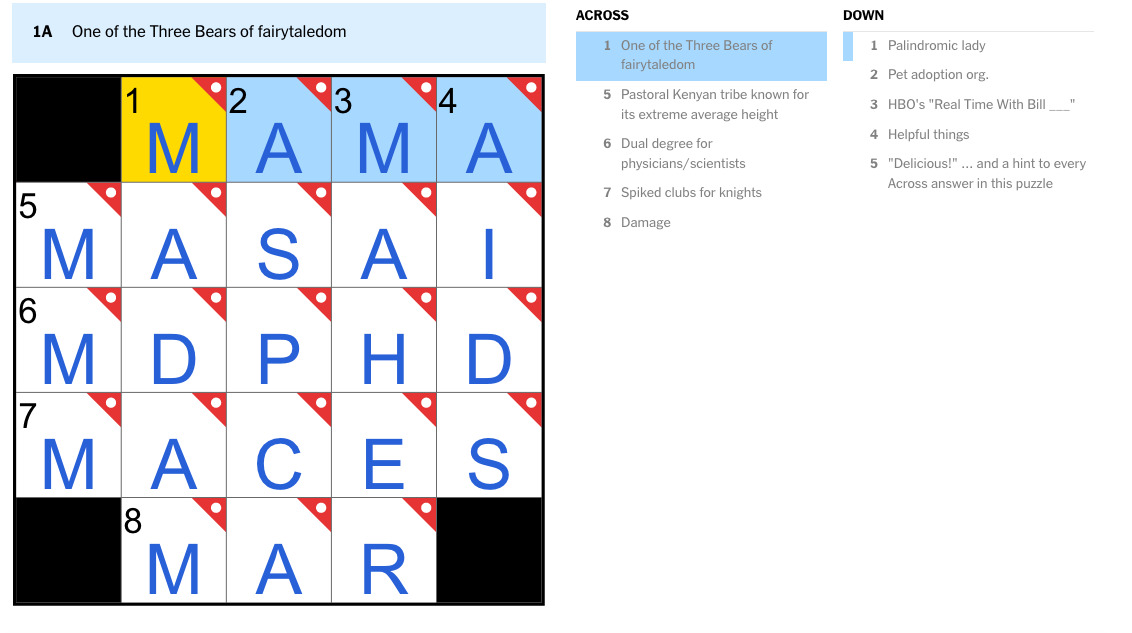 1A One of the Three Bears of fairytaledom
1 2 3 4
M A M A
5
M A S A I
6
M D P H D
7
M A C E S
8
M A R
ACROSS
1 One of the Three Bears of
fairytaledom
5 Pastoral Kenyan tribe known for
its extreme average height
6 Dual degree for
physicians/scientists
7 Spiked clubs for knights
8 Damage
DOWN
1 Palindromic lady
2 Pet adoption org.
3 HBO's "Real Time With Bill ___"
4 Helpful things
5 "Delicious!" ... and a hint to every
Across answer in this puzzle